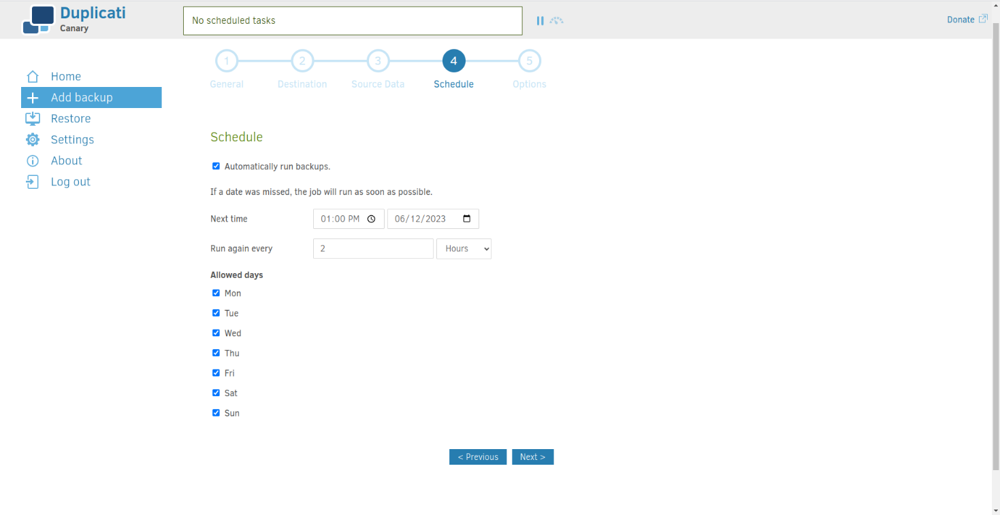 Duplicati
Canary
No scheduled tasks
Donate
Home
Add backup
Restore
Settings
About
Log out
1
2
3
4
5
General
Destination
Source Data
Schedule
Options
Schedule
Automatically run backups.
If a date was missed, the job will run as soon as possible.
Next time 01:00 PM 06/12/2023
Run again every 2 Hours
Allowed days
Mon
Tue
Wed
Thu
Fri
Sat
Sun
< Previous Next >